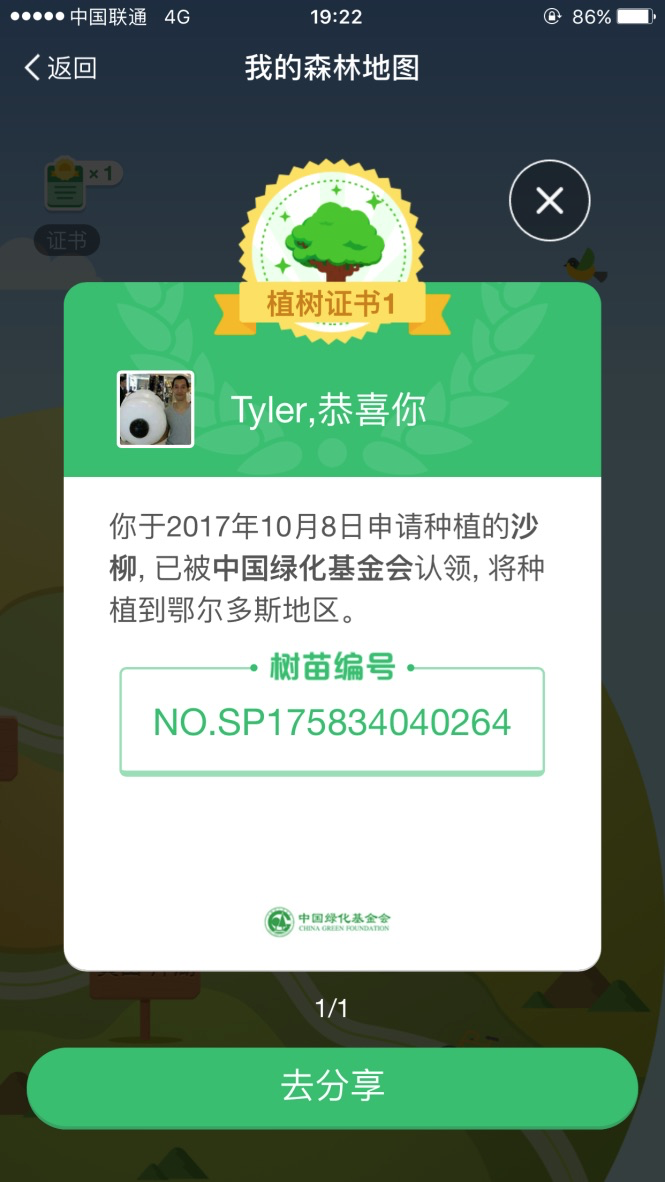 中国联通 4G 19:22 86%
返回 我的森林地图
× 1
证书
植树证书1
Tyler,恭喜你
你于2017年10月8日申请种植的沙
柳, 已被中国绿化基金会认领, 将种
植到鄂尔多斯地区。
树苗编号
NO.SP175834040264
中国绿化基金会
CHINA GREEN FOUNDATION
1/1
去分享